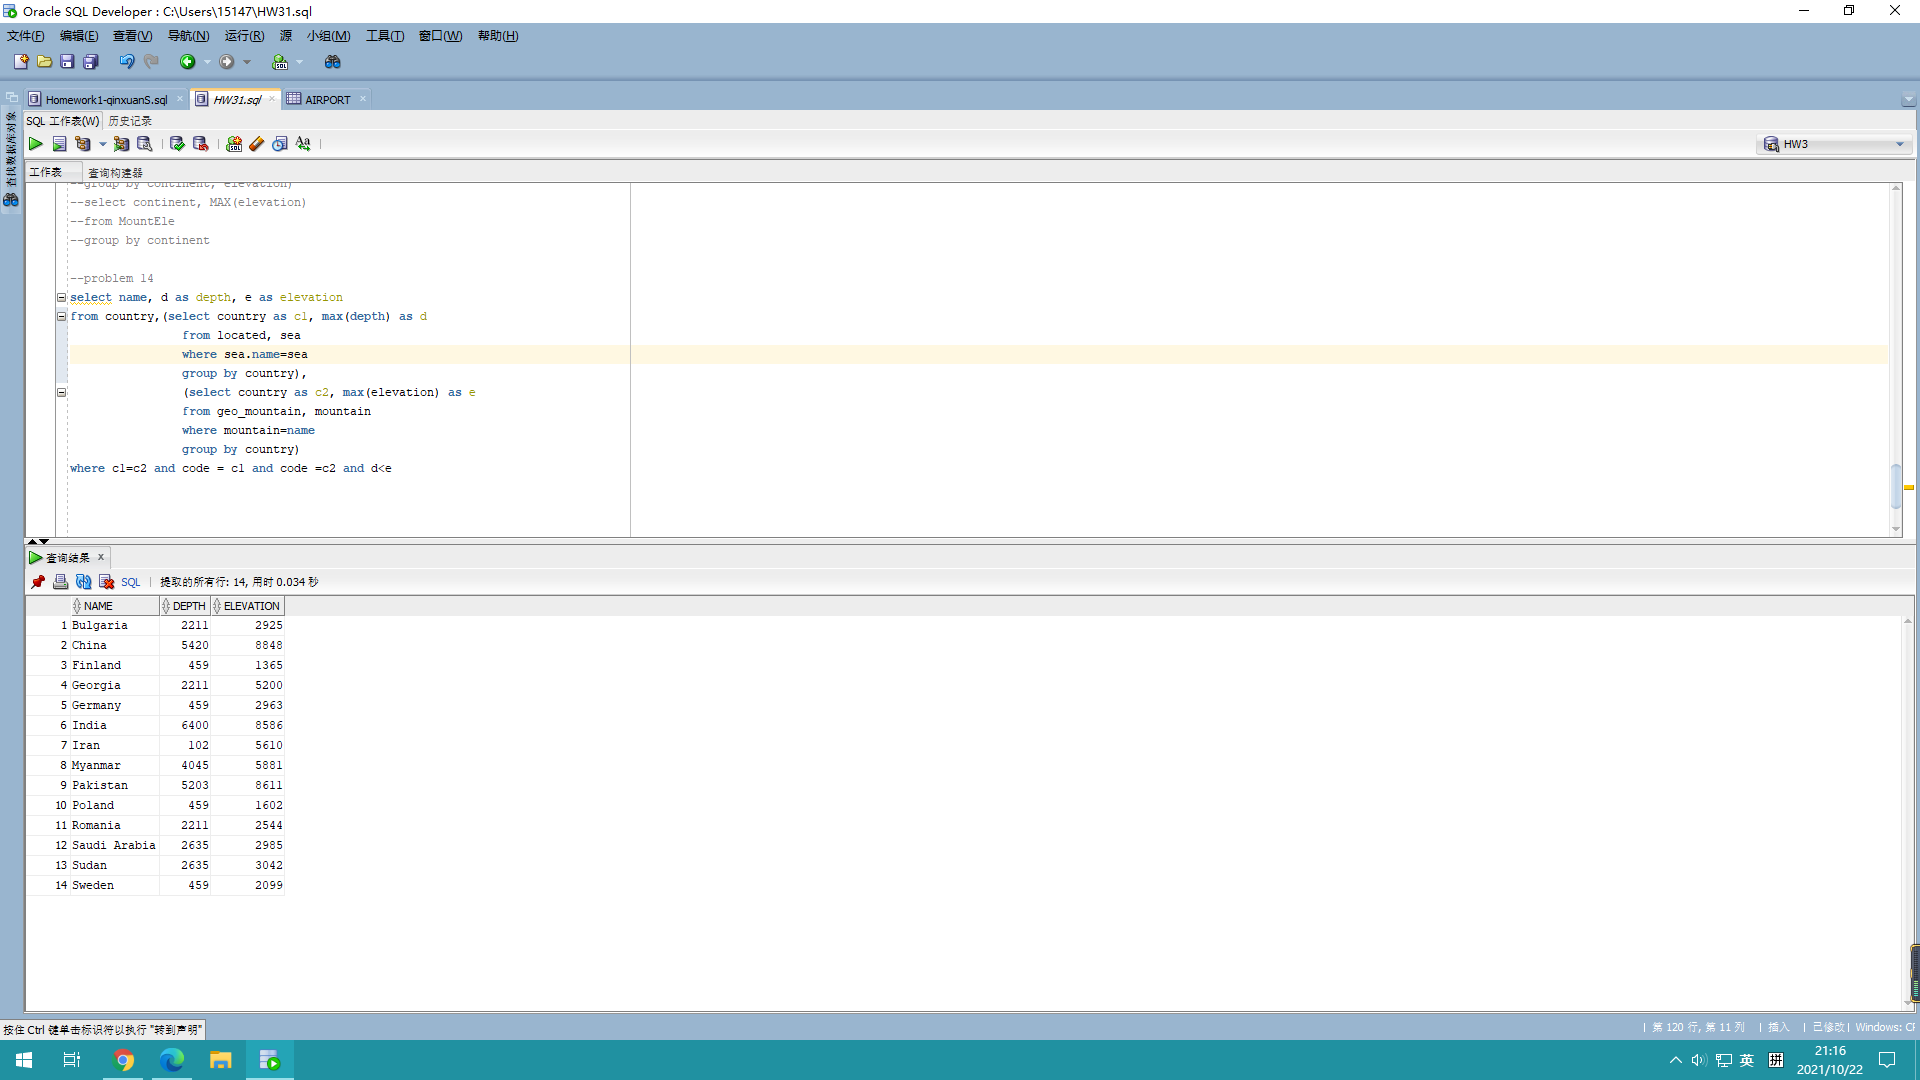 Oracle SQL Developer : C:\Users\15147\HW31.sql
文件(F) 编辑(E) 查看(V) 导航(N) 运行(R) 源 小组(M) 工具(T) 窗口(W) 帮助(H)
Homework1-qinxuanS.sql HW31.sql AIRPORT
查找数据库对象
SQL 工作表(W) 历史记录
HW3
工作表 查询构建器
--group by continent, elevation)
--select continent, MAX(elevation)
--from MountEle
--group by continent
--problem 14
select name, d as depth, e as elevation
from country,(select country as c1, max(depth) as d
from located, sea
where sea.name=sea
group by country),
(select country as c2, max(elevation) as e
from geo_mountain, mountain
where mountain=name
group by country)
where c1=c2 and code = c1 and code =c2 and d<e
查询结果 x
SQL | 提取的所有行: 14, 用时 0.034 秒
NAME DEPTH ELEVATION
1 Bulgaria 2211 2925
2 China 5420 8848
3 Finland 459 1365
4 Georgia 2211 5200
5 Germany 459 2963
6 India 6400 8586
7 Iran 102 5610
8 Myanmar 4045 5881
9 Pakistan 5203 8611
10 Poland 459 1602
11 Romania 2211 2544
12 Saudi Arabia 2635 2985
13 Sudan 2635 3042
14 Sweden 459 2099
按住 Ctrl 键单击标识符以执行 "转到声明"
| 第 120 行, 第 11 列 | 插入 | 已修改 | Windows: CF
英 拼 21:16
2021/10/22